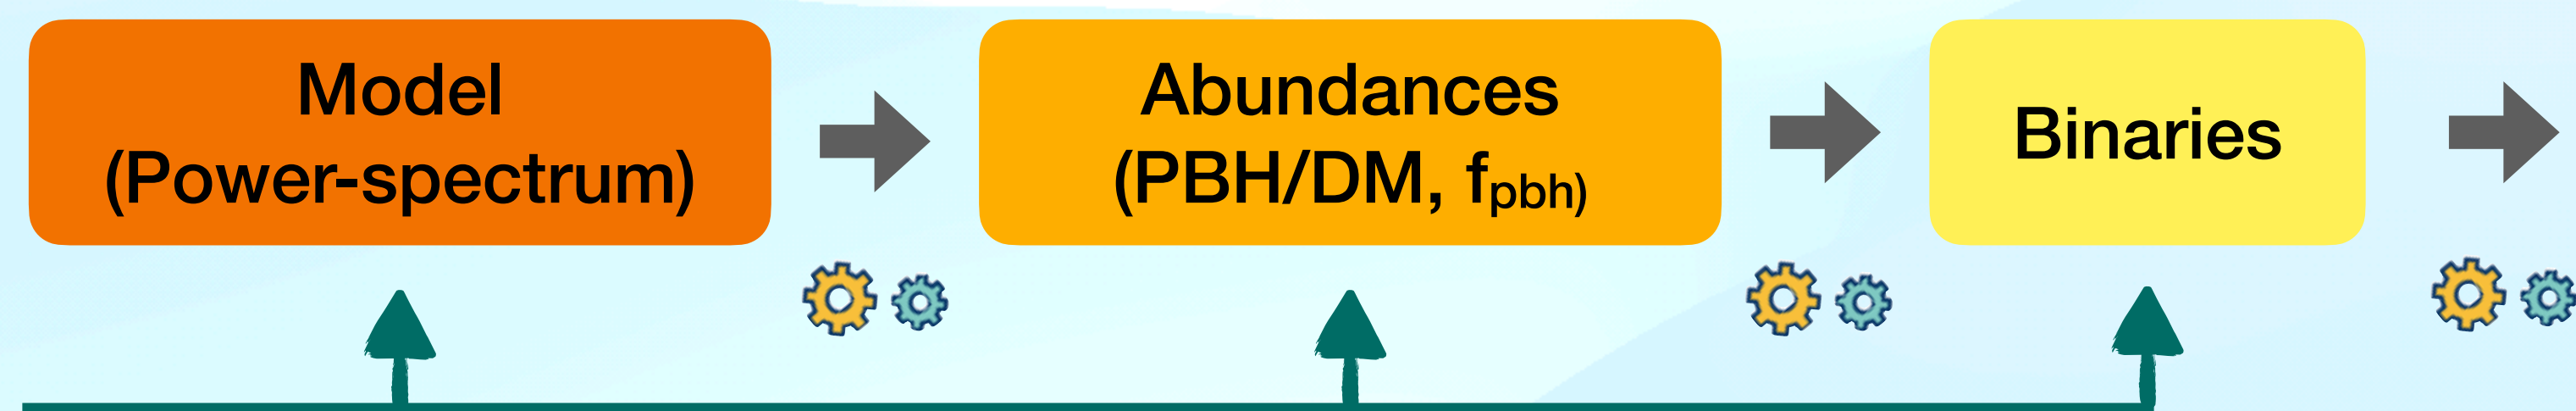 Model
(Power-spectrum)
Abundances
(PBH/DM, fpbh)
Binaries